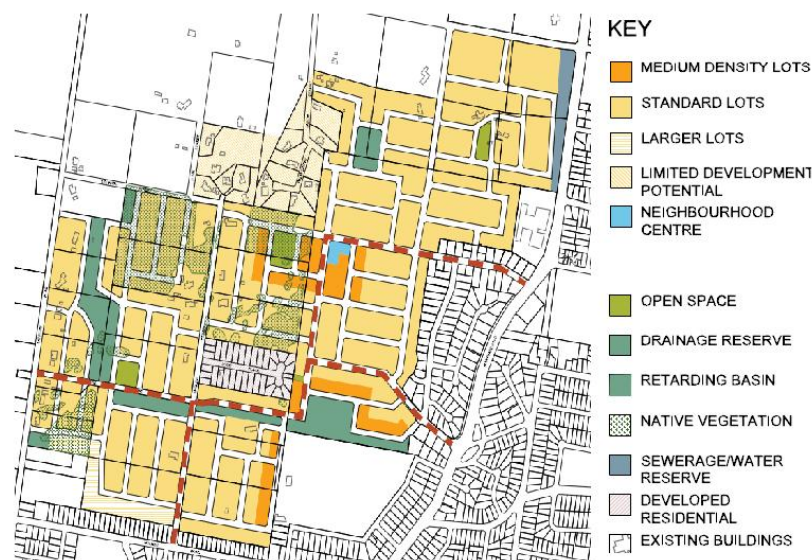 KEY
MEDIUM DENSITY LOTS
STANDARD LOTS
LARGER LOTS
LIMITED DEVELOPMENT
POTENTIAL
NEIGHBOURHOOD
CENTRE
OPEN SPACE
DRAINAGE RESERVE
RETARDING BASIN
NATIVE VEGETATION
SEWERAGE/WATER
RESERVE
DEVELOPED
RESIDENTIAL
EXISTING BUILDINGS